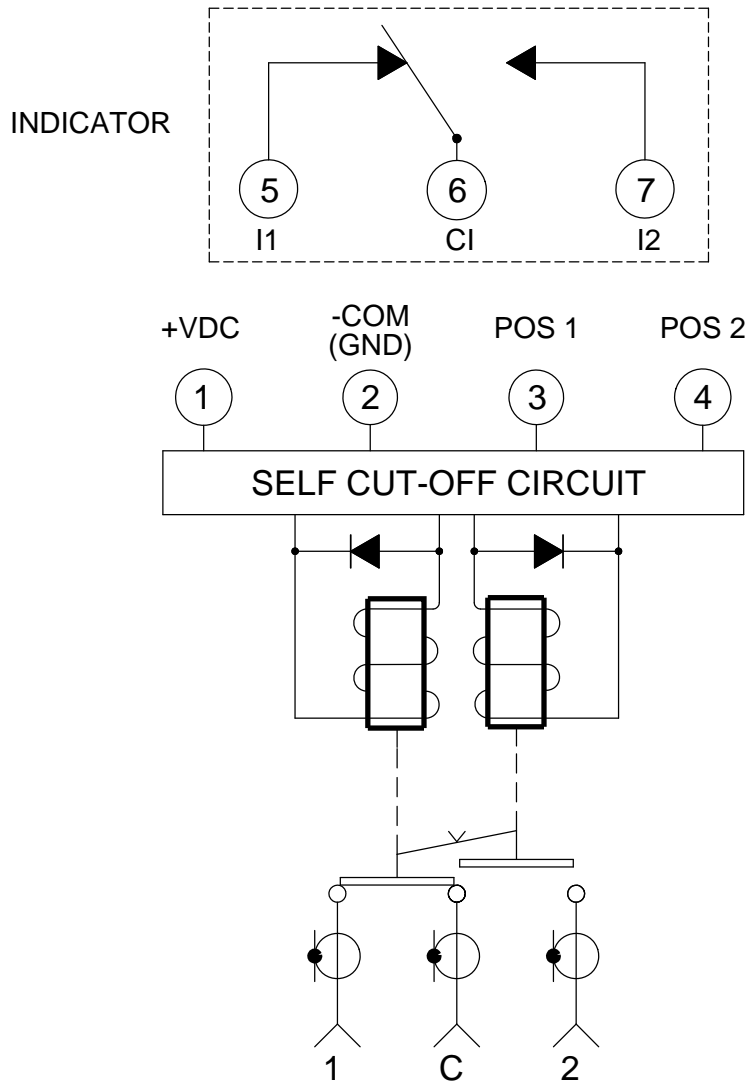 INDICATOR
5 6 7
I1 CI I2
+VDC -COM (GND) POS 1 POS 2
1 2 3 4
SELF CUT-OFF CIRCUIT
1 C 2